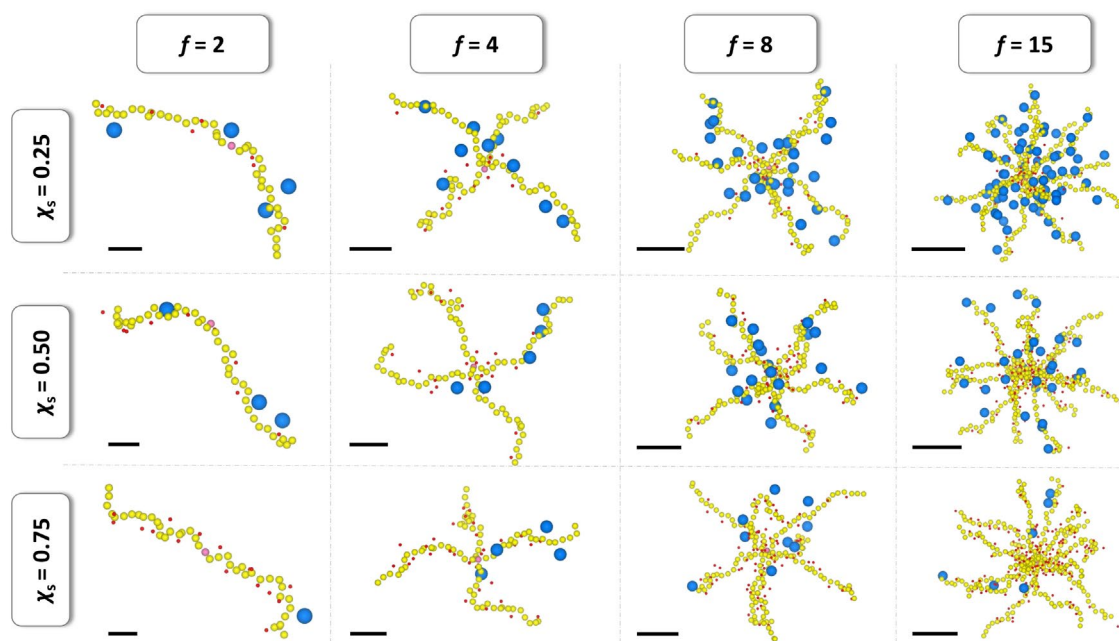 f = 2
f = 4
f = 8
f = 15
χs = 0.25
χs = 0.50
χs = 0.75